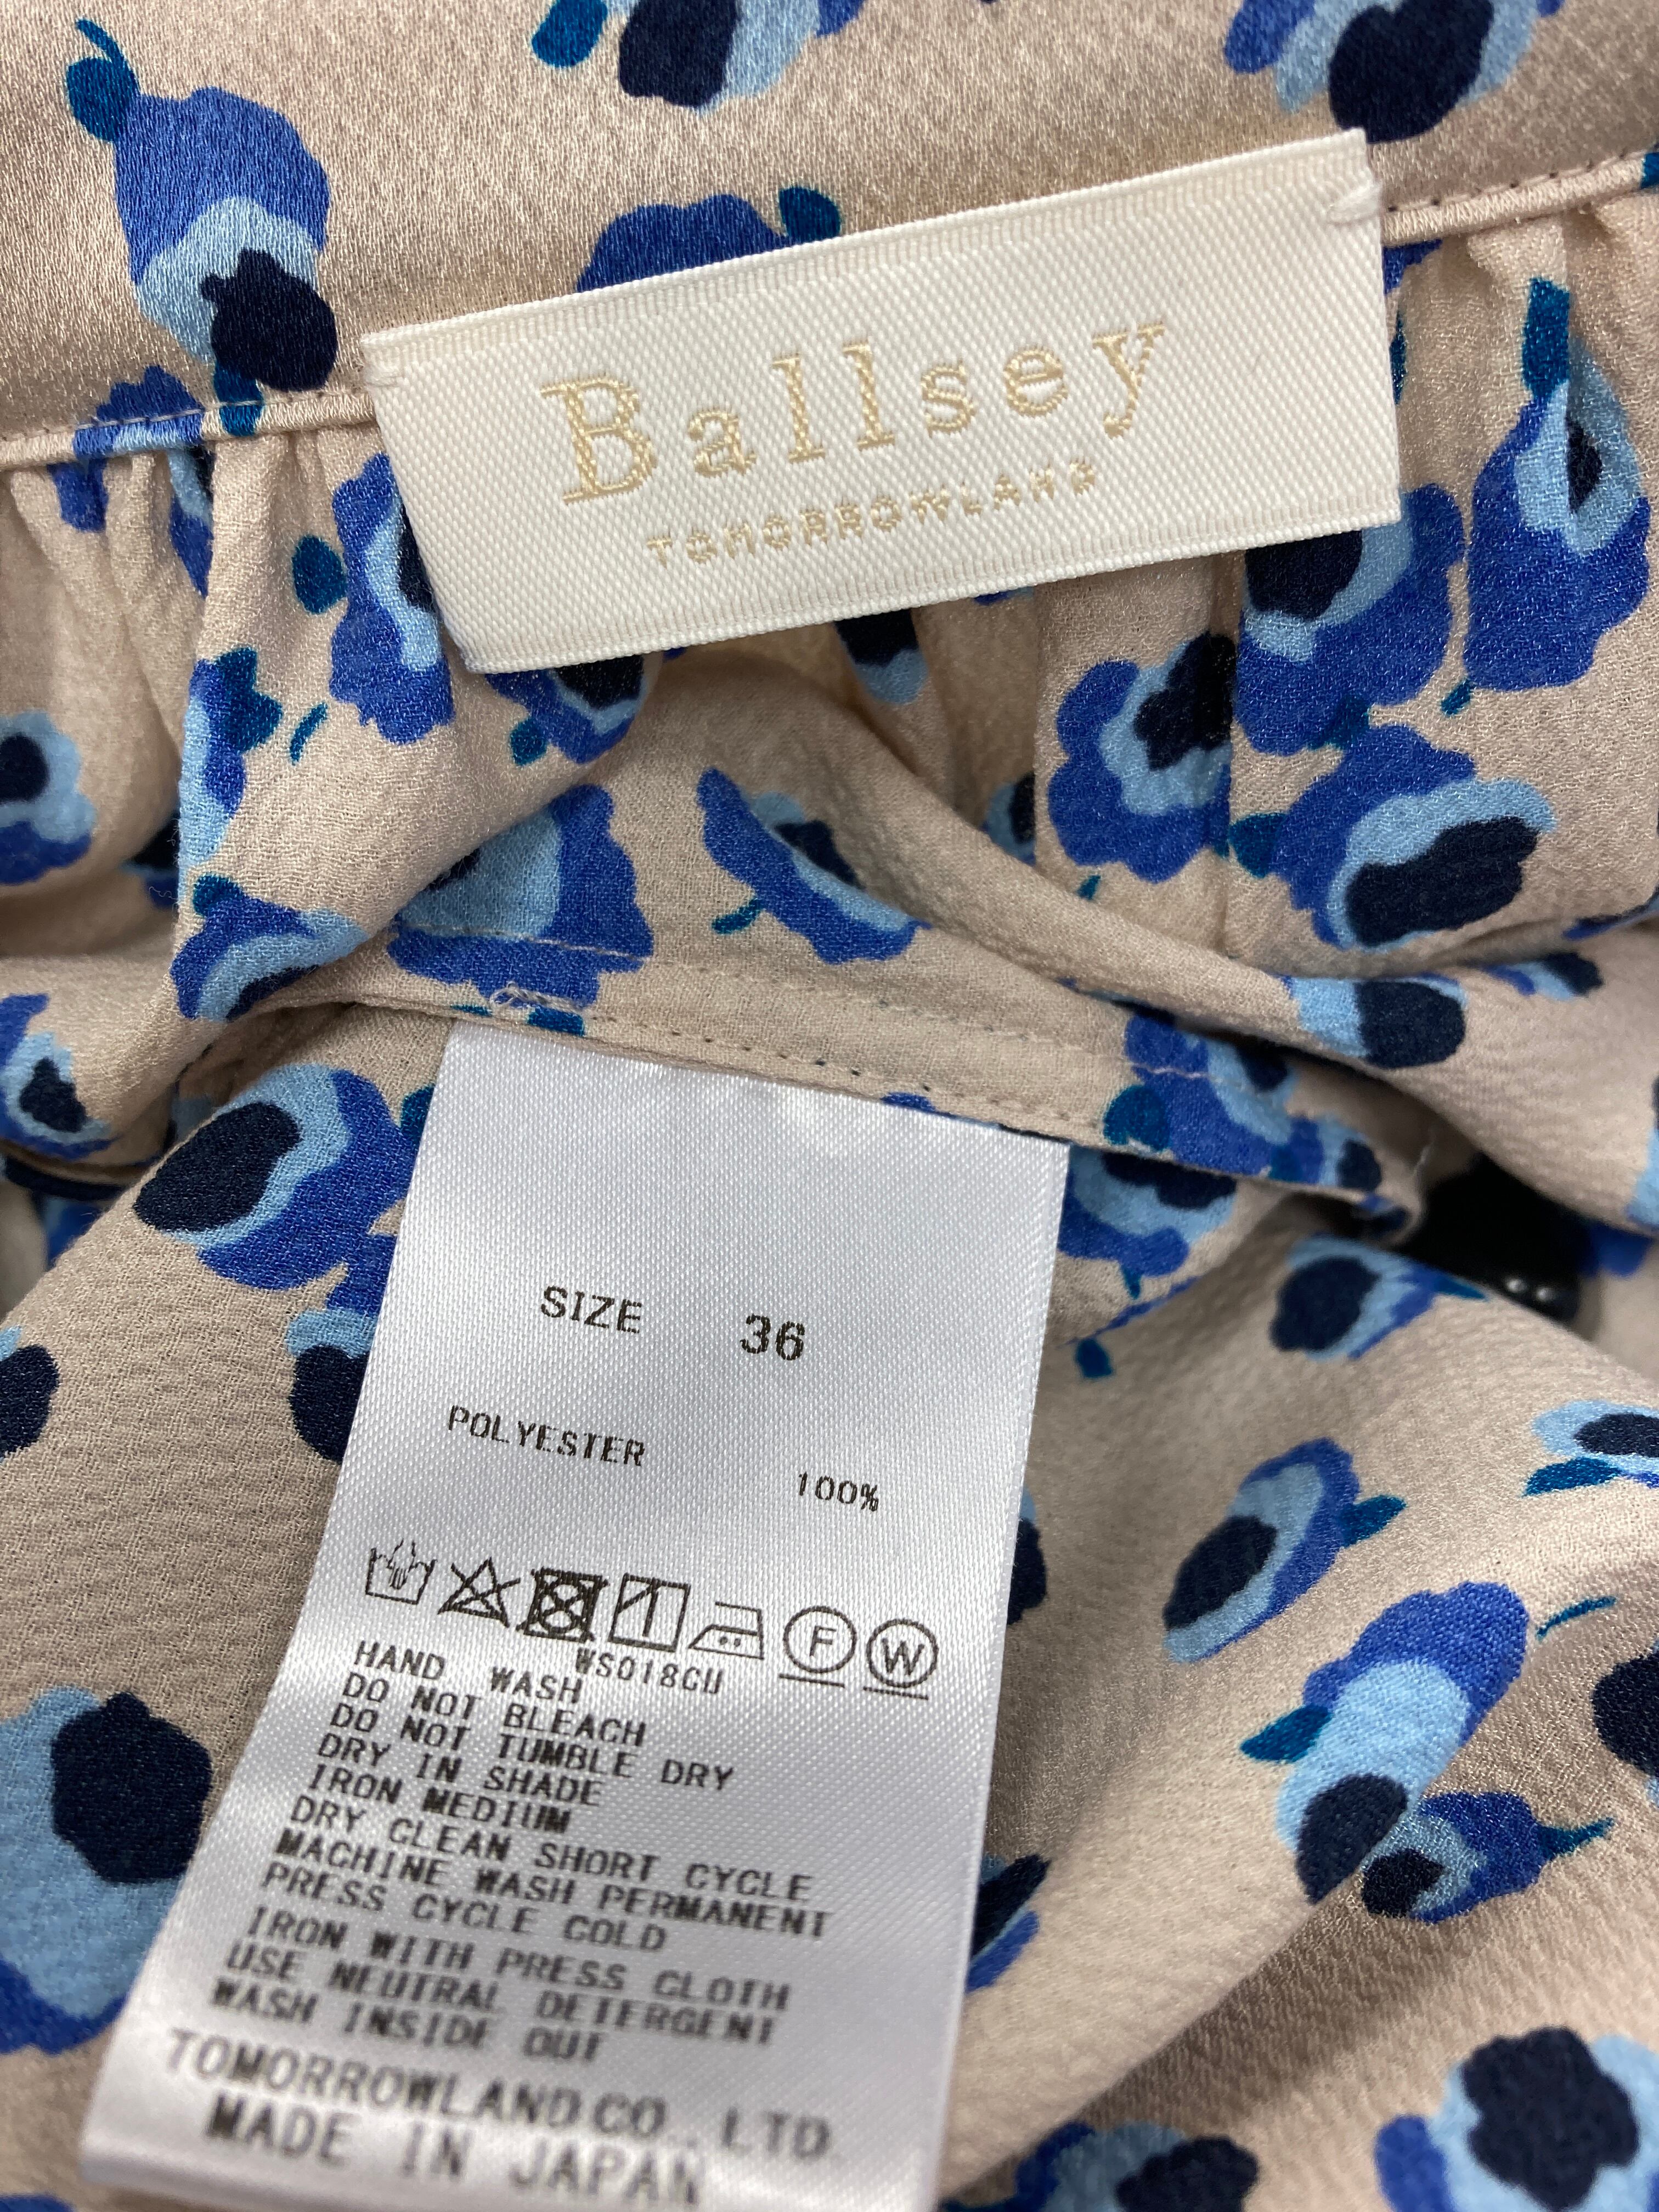 Ballsey
TOMORROWLAND
SIZE 36
POLYESTER
100%
F W
HAND WASH
DO NOT BLEACH
DO NOT TUMBLE DRY
DRY IN SHADE
IRON MEDIUM
DRY CLEAN SHORT CYCLE
MACHINE WASH PERMANENT
PRESS CYCLE COLD
IRON WITH PRESS CLOTH
USE NEUTRAL DETERGENT
WASH INSIDE OUT
TOMORROWLAND CO., LTD.
MADE IN JAPAN